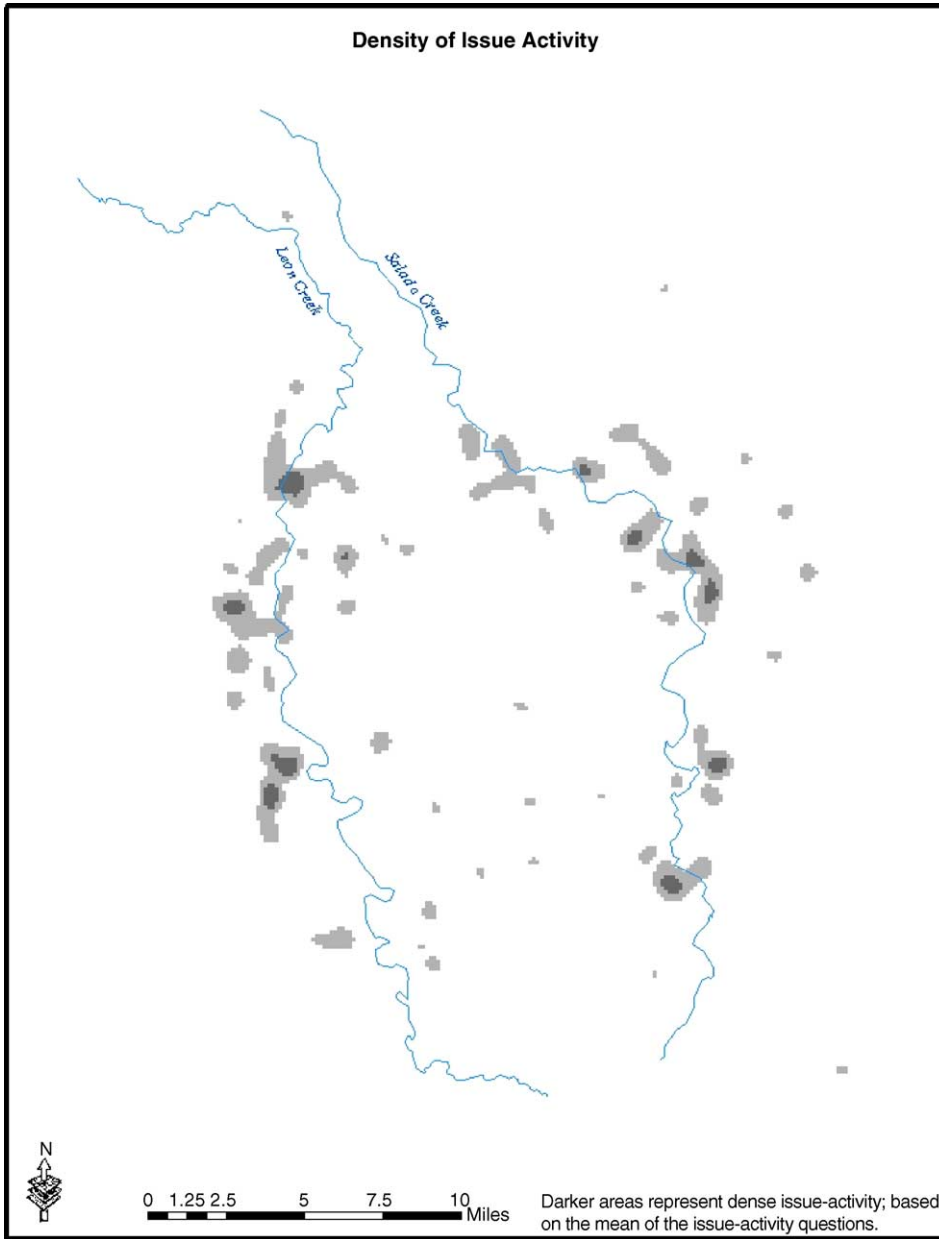 Density of Issue Activity
Leon Creek
Salado Creek
N
0 1.25 2.5 5 7.5 10
Miles
Darker areas represent dense issue-activity; based
on the mean of the issue-activity questions.